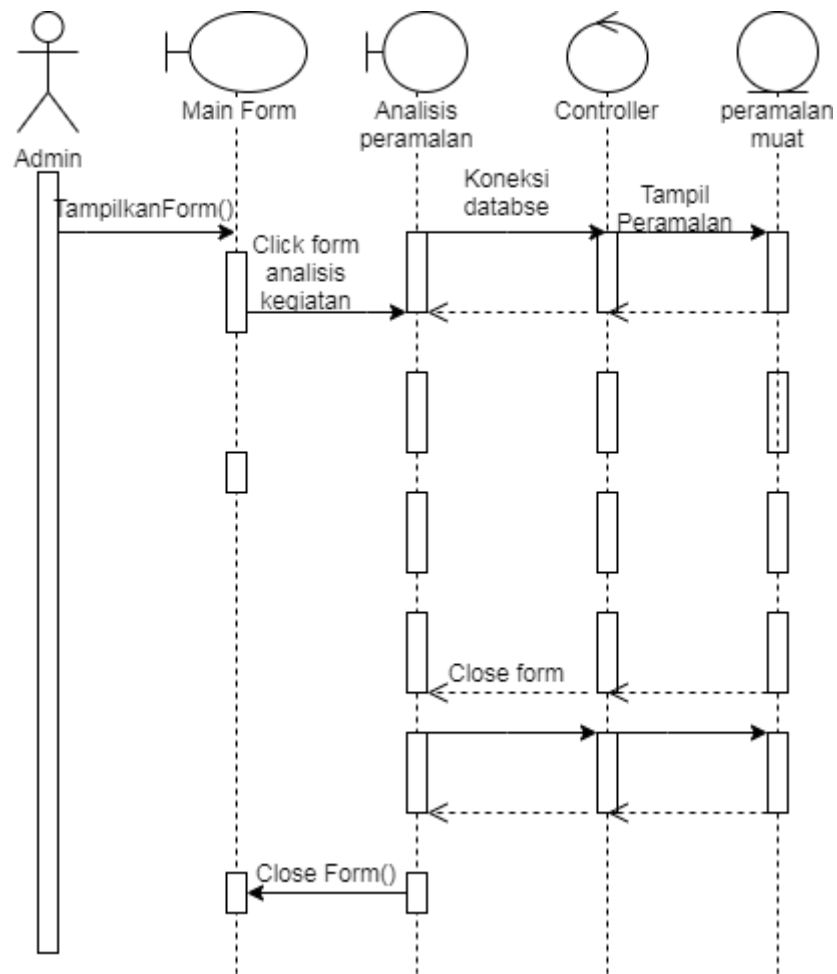 Main Form
Analisis
peramalan
Controller
peramalan
muat
Admin
TampilkanForm()
Koneksi
databse
Tampil
Peramalan
Click form
analisis
kegiatan
Close form
Close Form()